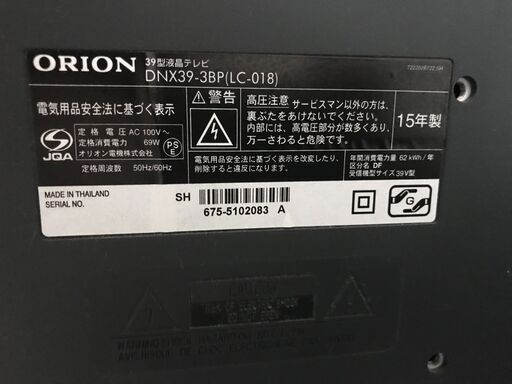 ORION
39型液晶テレビ
DNX39-3BP(LC-018)
電気用品安全法に基づく表示
JQA
定格電圧 AC 100V~
定格消費電力 69W
オリオン電機株式会社
定格周波数 50Hz/60Hz
PSE
警告
高圧注意 サービスマン以外の方は
裏ぶたをあけないでください。
内部には、高電圧部分が数多くあり、
万一さわると危険です。
電気用品安全法に基づく表示を改変したり、
削除すると違反になります。
15年製
年間消費電力量 62 kWh/年
区分名 DF
受信機型サイズ 39V型
MADE IN THAILAND
SERIAL NO.
SH
675-5102083 A
G